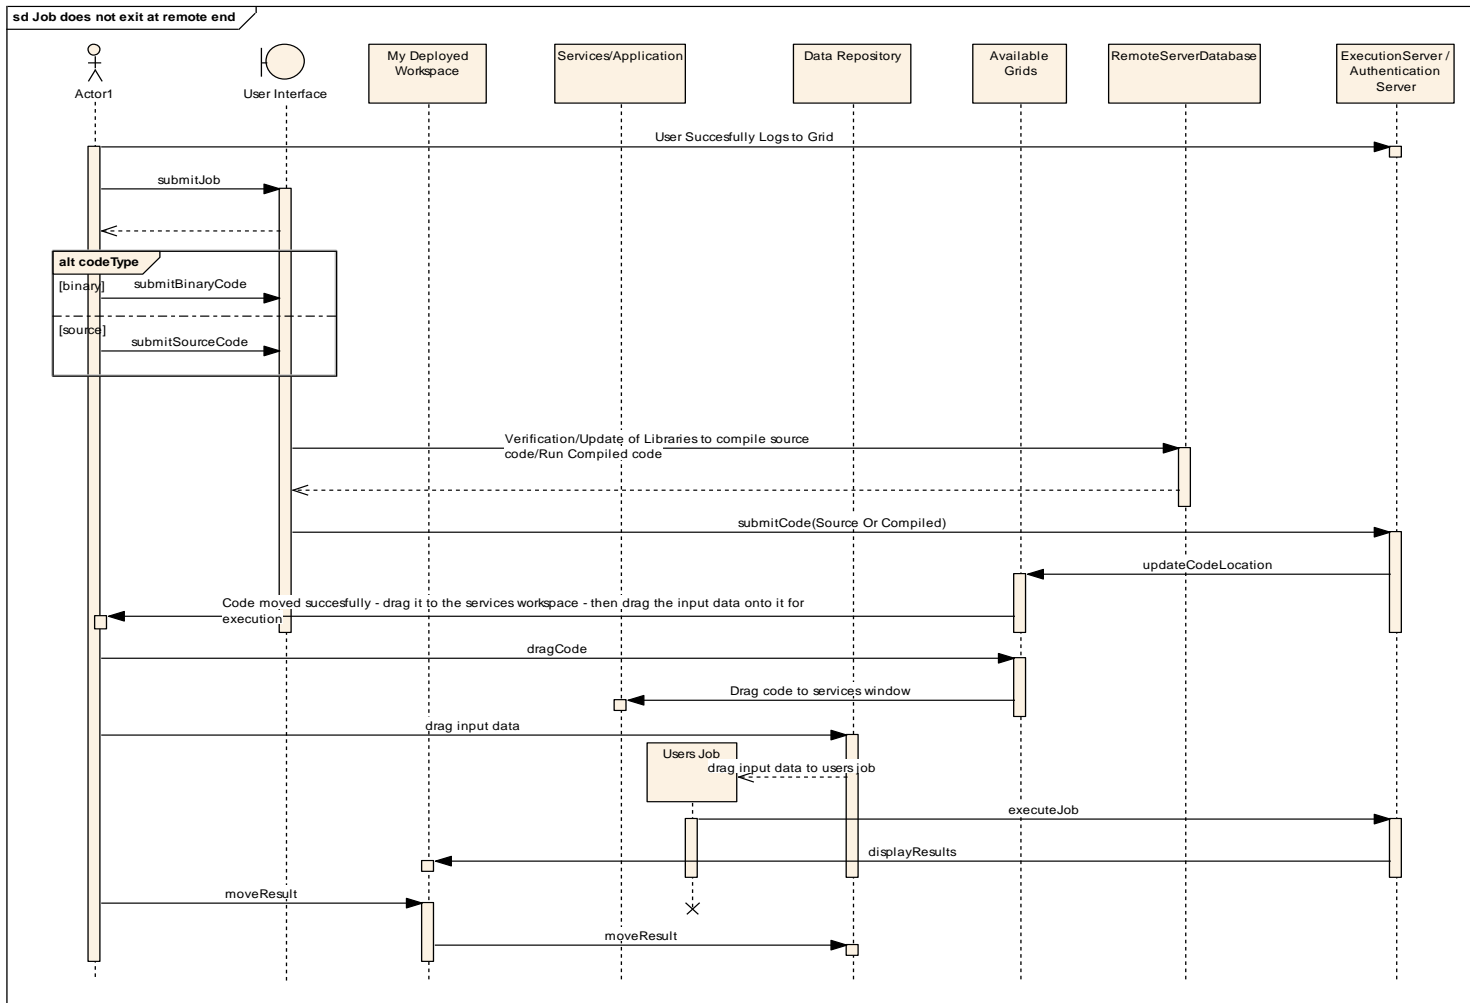 sd Job does not exit at remote end
Actor1
User Interface
My Deployed
Workspace
Services/Application
Data Repository
Available
Grids
RemoteServerDatabase
ExecutionServer /
Authentication
Server
User Succesfully Logs to Grid
submitJob
alt codeType
[binary]
submitBinaryCode
[source]
submitSourceCode
Verification/Update of Libraries to compile source
code/Run Compiled code
submitCode(Source Or Compiled)
updateCodeLocation
Code moved succesfully - drag it to the services workspace - then drag the input data onto it for
execution
dragCode
Drag code to services window
drag input data
Users Job
drag input data to users job
executeJob
displayResults
moveResult
moveResult